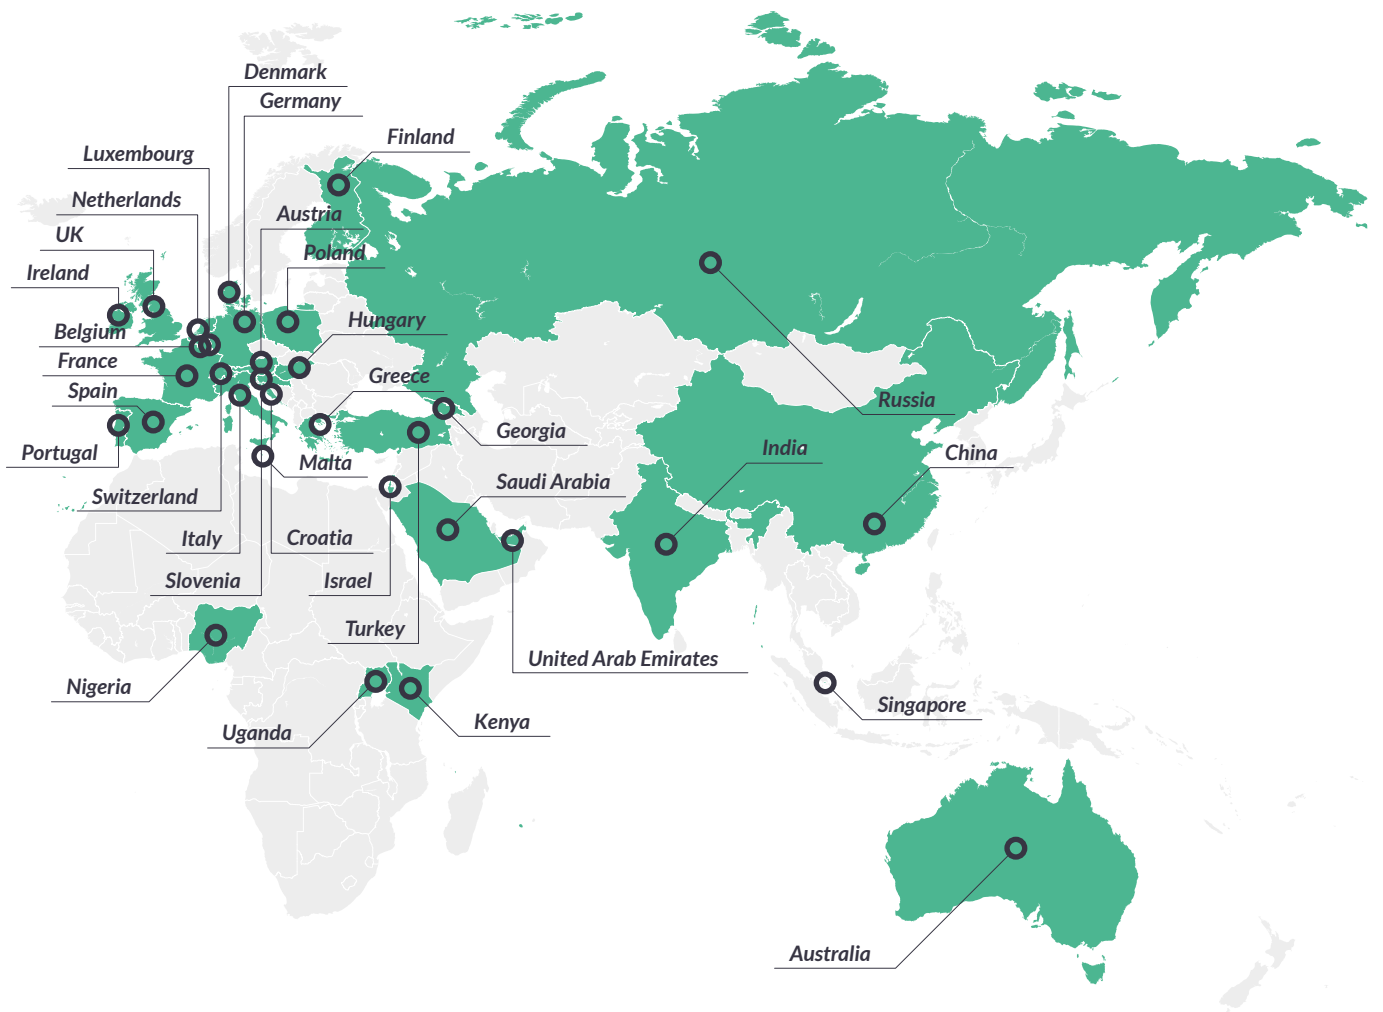 Denmark
Germany
Finland
Luxembourg
Netherlands
Austria
UK
Poland
Ireland
Hungary
Belgium
France
Greece
Spain
Russia
Georgia
Portugal
India
China
Malta
Saudi Arabia
Switzerland
Italy
Croatia
Slovenia
Israel
Turkey
United Arab Emirates
Nigeria
Singapore
Uganda
Kenya
Australia